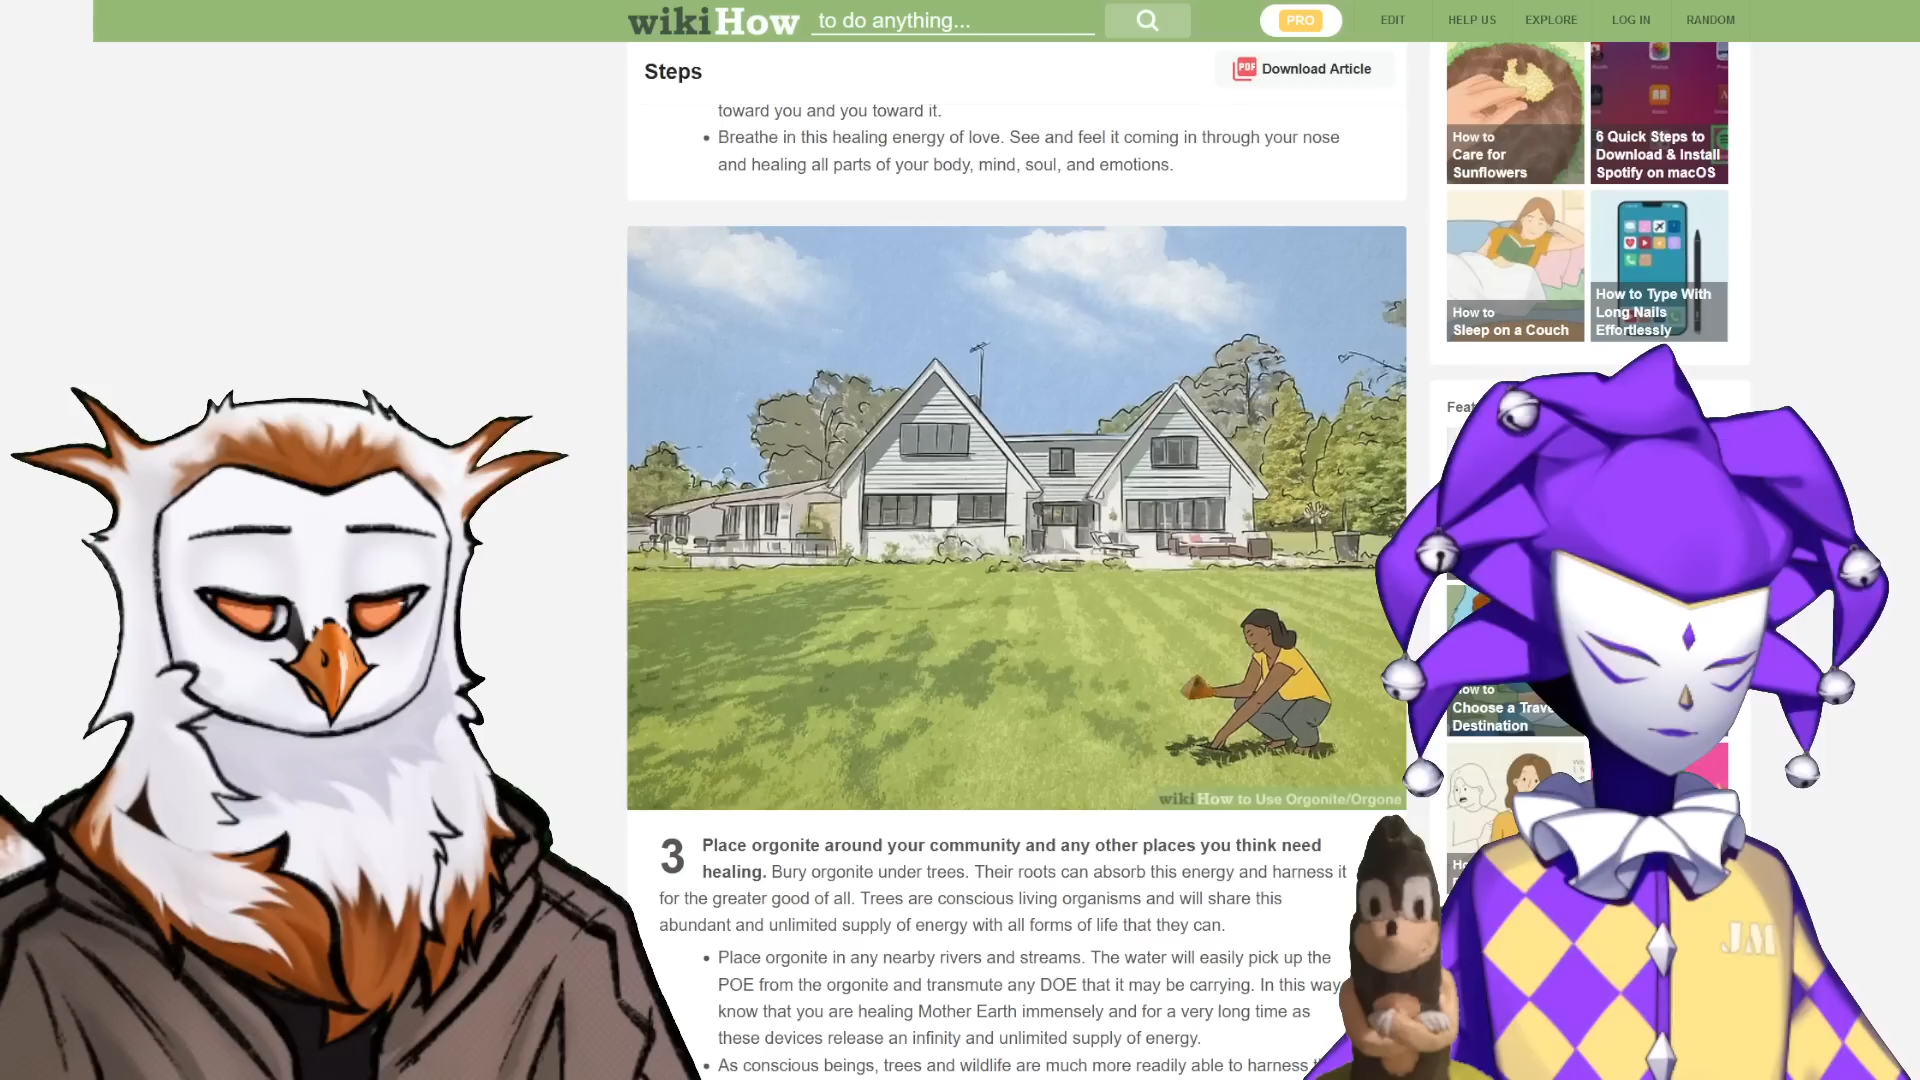 wikiHow to do anything... PRO EDIT HELP US EXPLORE LOG IN RANDOM
Steps
PDF Download Article
toward you and you toward it.
• Breathe in this healing energy of love. See and feel it coming in through your nose
and healing all parts of your body, mind, soul, and emotions.
wikiHow to Use Orgonite/Orgone
3 Place orgonite around your community and any other places you think need
healing. Bury orgonite under trees. Their roots can absorb this energy and harness it
for the greater good of all. Trees are conscious living organisms and will share this
abundant and unlimited supply of energy with all forms of life that they can.
• Place orgonite in any nearby rivers and streams. The water will easily pick up the
POE from the orgonite and transmute any DOE that it may be carrying. In this way
know that you are healing Mother Earth immensely and for a very long time as
these devices release an infinity and unlimited supply of energy.
• As conscious beings, trees and wildlife are much more readily able to harness
How to
Care for
Sunflowers
6 Quick Steps to
Download & Install
Spotify on macOS
How to
Sleep on a Couch
How to Type With
Long Nails
Effortlessly
Feat
How to
Choose a Trave
Destination
Ho
JM